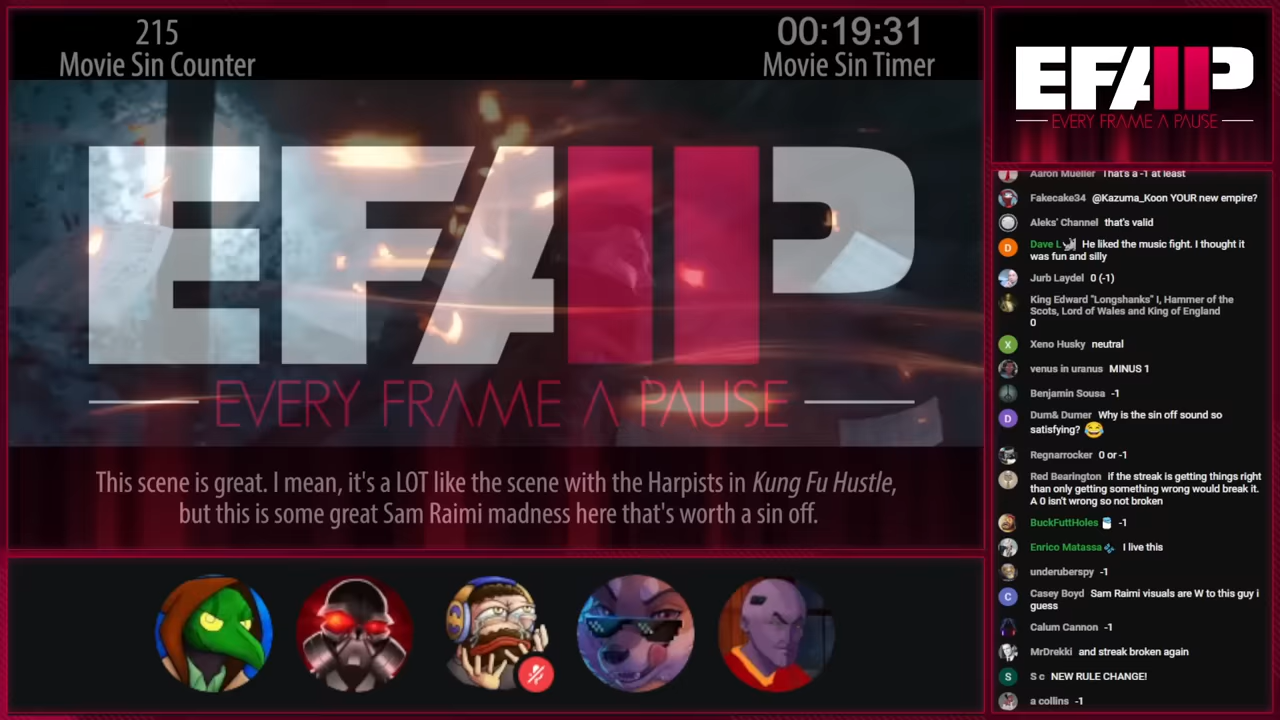 215
Movie Sin Counter
00:19:31
Movie Sin Timer
EFAP
EVERY FRAME A PAUSE
This scene is great. I mean, it's a LOT like the scene with the Harpists in Kung Fu Hustle,
but this is some great Sam Raimi madness here that's worth a sin off.
EFAP
EVERY FRAME A PAUSE
Aaron Mueller That's a -1 at least
Fakecake34 @Kazuma_Koon YOUR new empire?
Aleks' Channel that's valid
D
Dave L He liked the music fight. I thought it
was fun and silly
Jurb Laydel 0 (-1)
King Edward "Longshanks" I, Hammer of the
Scots, Lord of Wales and King of England
0
X
Xeno Husky neutral
venus in uranus MINUS 1
Benjamin Sousa -1
D
Dum& Dumer Why is the sin off sound so
satisfying? 😂
Regnarrocker 0 or -1
Red Bearington if the streak is getting things right
than only getting something wrong would break it.
A 0 isn't wrong so not broken
BuckFuttHoles -1
Enrico Matassa I live this
underuberspy -1
C
Casey Boyd Sam Raimi visuals are W to this guy i
guess
Calum Cannon -1
MrDrekki and streak broken again
S
S c NEW RULE CHANGE!
a collins -1